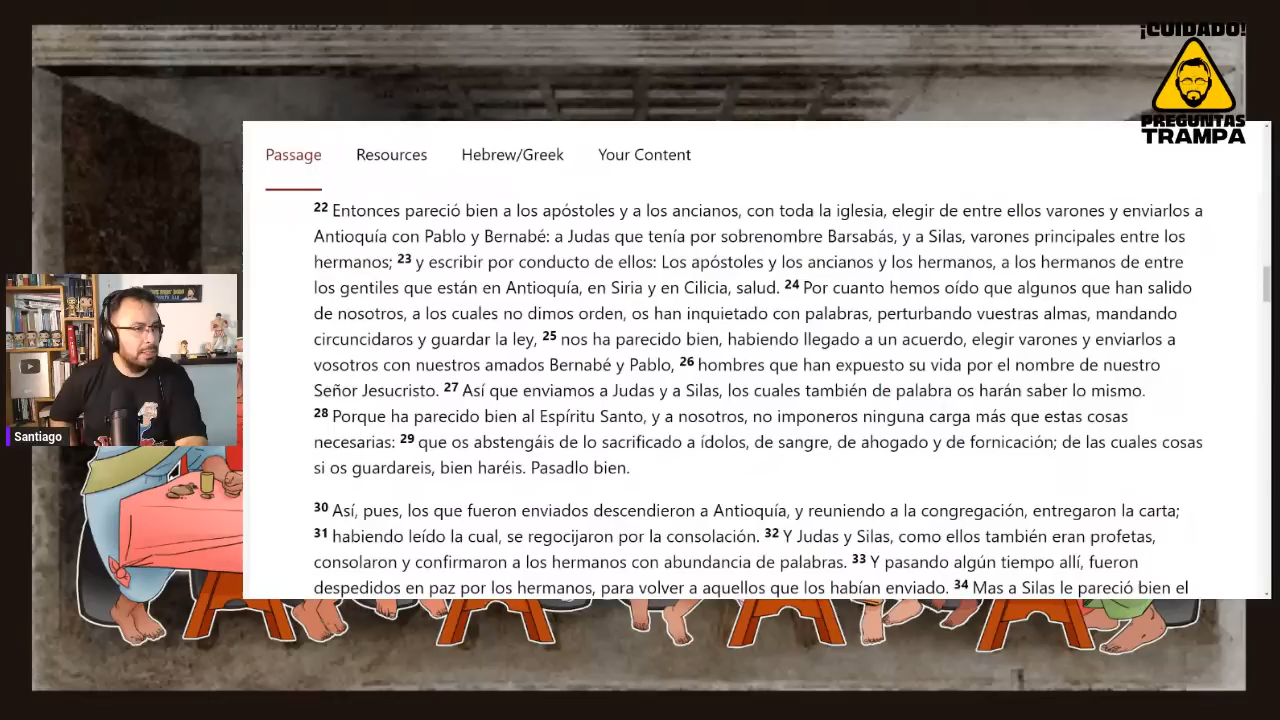 ¡CUIDADO!
PREGUNTAS
TRAMPA
Passage Resources Hebrew/Greek Your Content
22 Entonces pareció bien a los apóstoles y a los ancianos, con toda la iglesia, elegir de entre ellos varones y enviarlos a
Antioquía con Pablo y Bernabé: a Judas que tenía por sobrenombre Barsabás, y a Silas, varones principales entre los
hermanos; 23 y escribir por conducto de ellos: Los apóstoles y los ancianos y los hermanos, a los hermanos de entre
los gentiles que están en Antioquía, en Siria y en Cilicia, salud. 24 Por cuanto hemos oído que algunos que han salido
de nosotros, a los cuales no dimos orden, os han inquietado con palabras, perturbando vuestras almas, mandando
circuncidaros y guardar la ley, 25 nos ha parecido bien, habiendo llegado a un acuerdo, elegir varones y enviarlos a
vosotros con nuestros amados Bernabé y Pablo, 26 hombres que han expuesto su vida por el nombre de nuestro
Señor Jesucristo. 27 Así que enviamos a Judas y a Silas, los cuales también de palabra os harán saber lo mismo.
28 Porque ha parecido bien al Espíritu Santo, y a nosotros, no imponeros ninguna carga más que estas cosas
necesarias: 29 que os abstengáis de lo sacrificado a ídolos, de sangre, de ahogado y de fornicación; de las cuales cosas
si os guardareis, bien haréis. Pasadlo bien.
30 Así, pues, los que fueron enviados descendieron a Antioquía, y reuniendo a la congregación, entregaron la carta;
31 habiendo leído la cual, se regocijaron por la consolación. 32 Y Judas y Silas, como ellos también eran profetas,
consolaron y confirmaron a los hermanos con abundancia de palabras. 33 Y pasando algún tiempo allí, fueron
despedidos en paz por los hermanos, para volver a aquellos que los habían enviado. 34 Mas a Silas le pareció bien el
Santiago